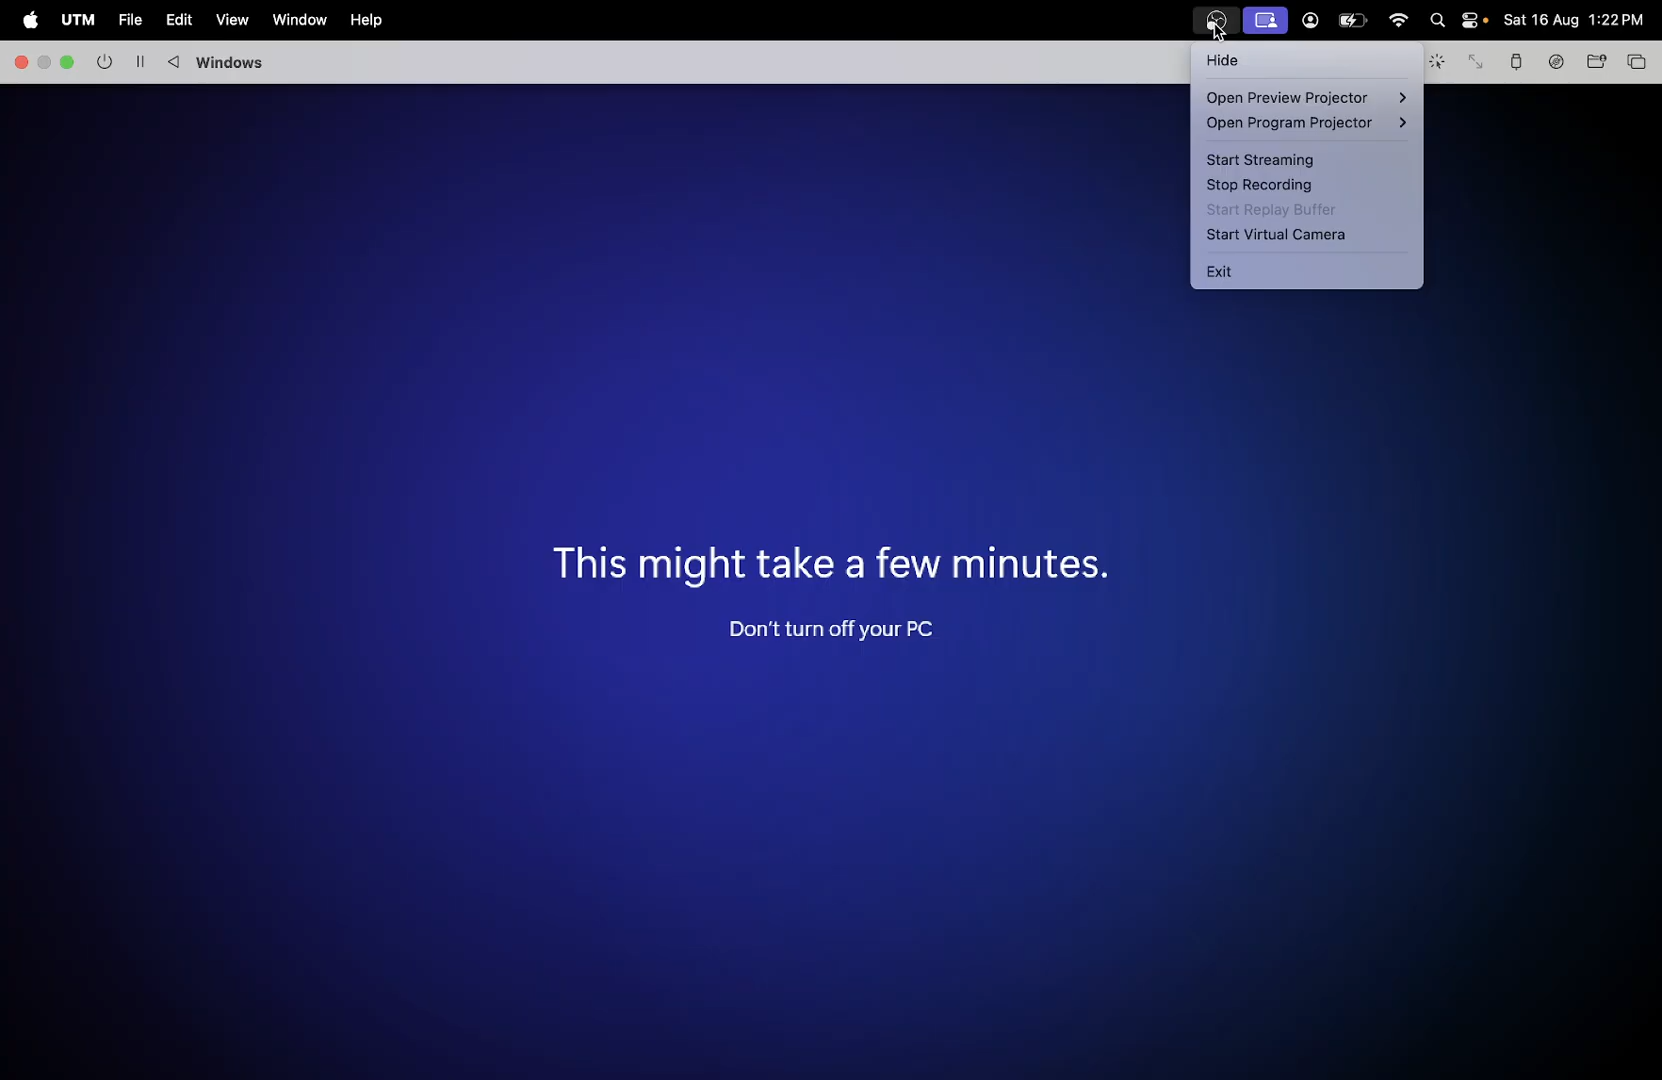 UTM File Edit View Window Help Sat 16 Aug 1:22 PM
Windows
Hide
Open Preview Projector
Open Program Projector
Start Streaming
Stop Recording
Start Replay Buffer
Start Virtual Camera
Exit
This might take a few minutes.
Don't turn off your PC